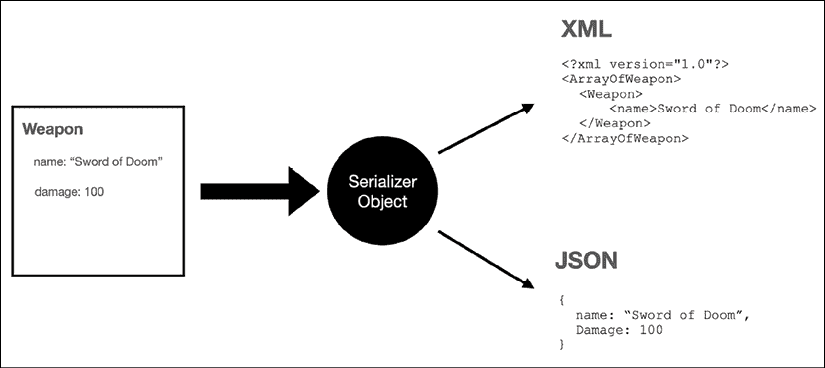 Weapon
name: “Sword of Doom”
damage: 100
Serializer
Object
XML
<?xml version="1.0"?>
<ArrayOfWeapon>
<Weapon>
<name>Sword of Doom</name>
</Weapon>
</ArrayOfWeapon>
JSON
{
name: “Sword of Doom”,
Damage: 100
}